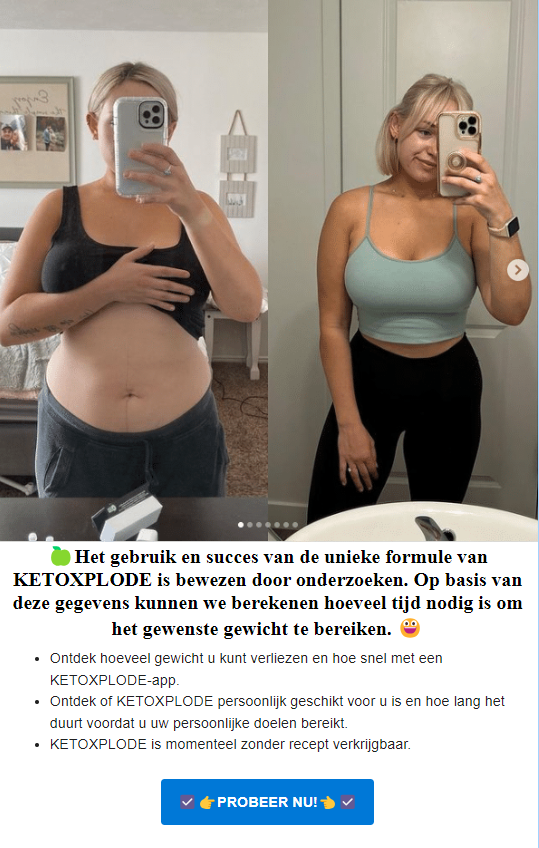 🍏 Het gebruik en succes van de unieke formule van
KETOXPLODE is bewezen door onderzoeken. Op basis van
deze gegevens kunnen we berekenen hoeveel tijd nodig is om
het gewenste gewicht te bereiken. 😀
• Ontdek hoeveel gewicht u kunt verliezen en hoe snel met een
KETOXPLODE-app.
• Ontdek of KETOXPLODE persoonlijk geschikt voor u is en hoe lang het
duurt voordat u uw persoonlijke doelen bereikt.
• KETOXPLODE is momenteel zonder recept verkrijgbaar.
☑👉PROBEER NU!👈☑